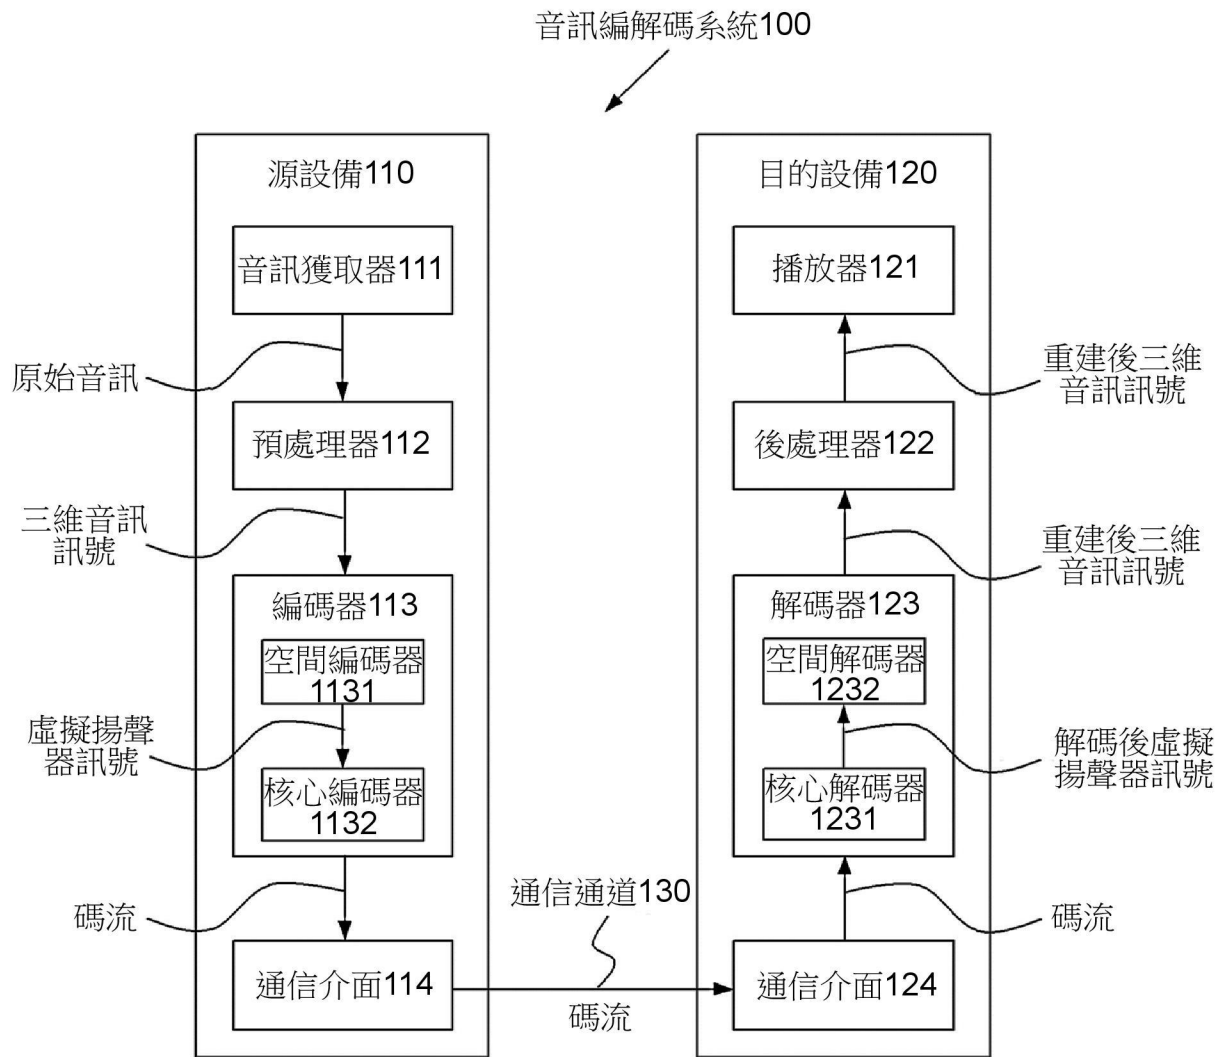 音訊編解碼系統100
源設備110
音訊獲取器111
原始音訊
預處理器112
三維音訊
訊號
編碼器113
空間編碼器
1131
虛擬揚聲
器訊號
核心編碼器
1132
碼流
通信介面114
通信通道130
碼流
目的設備120
播放器121
重建後三維
音訊訊號
後處理器122
重建後三維
音訊訊號
解碼器123
空間解碼器
1232
解碼後虛擬
揚聲器訊號
核心解碼器
1231
碼流
通信介面124